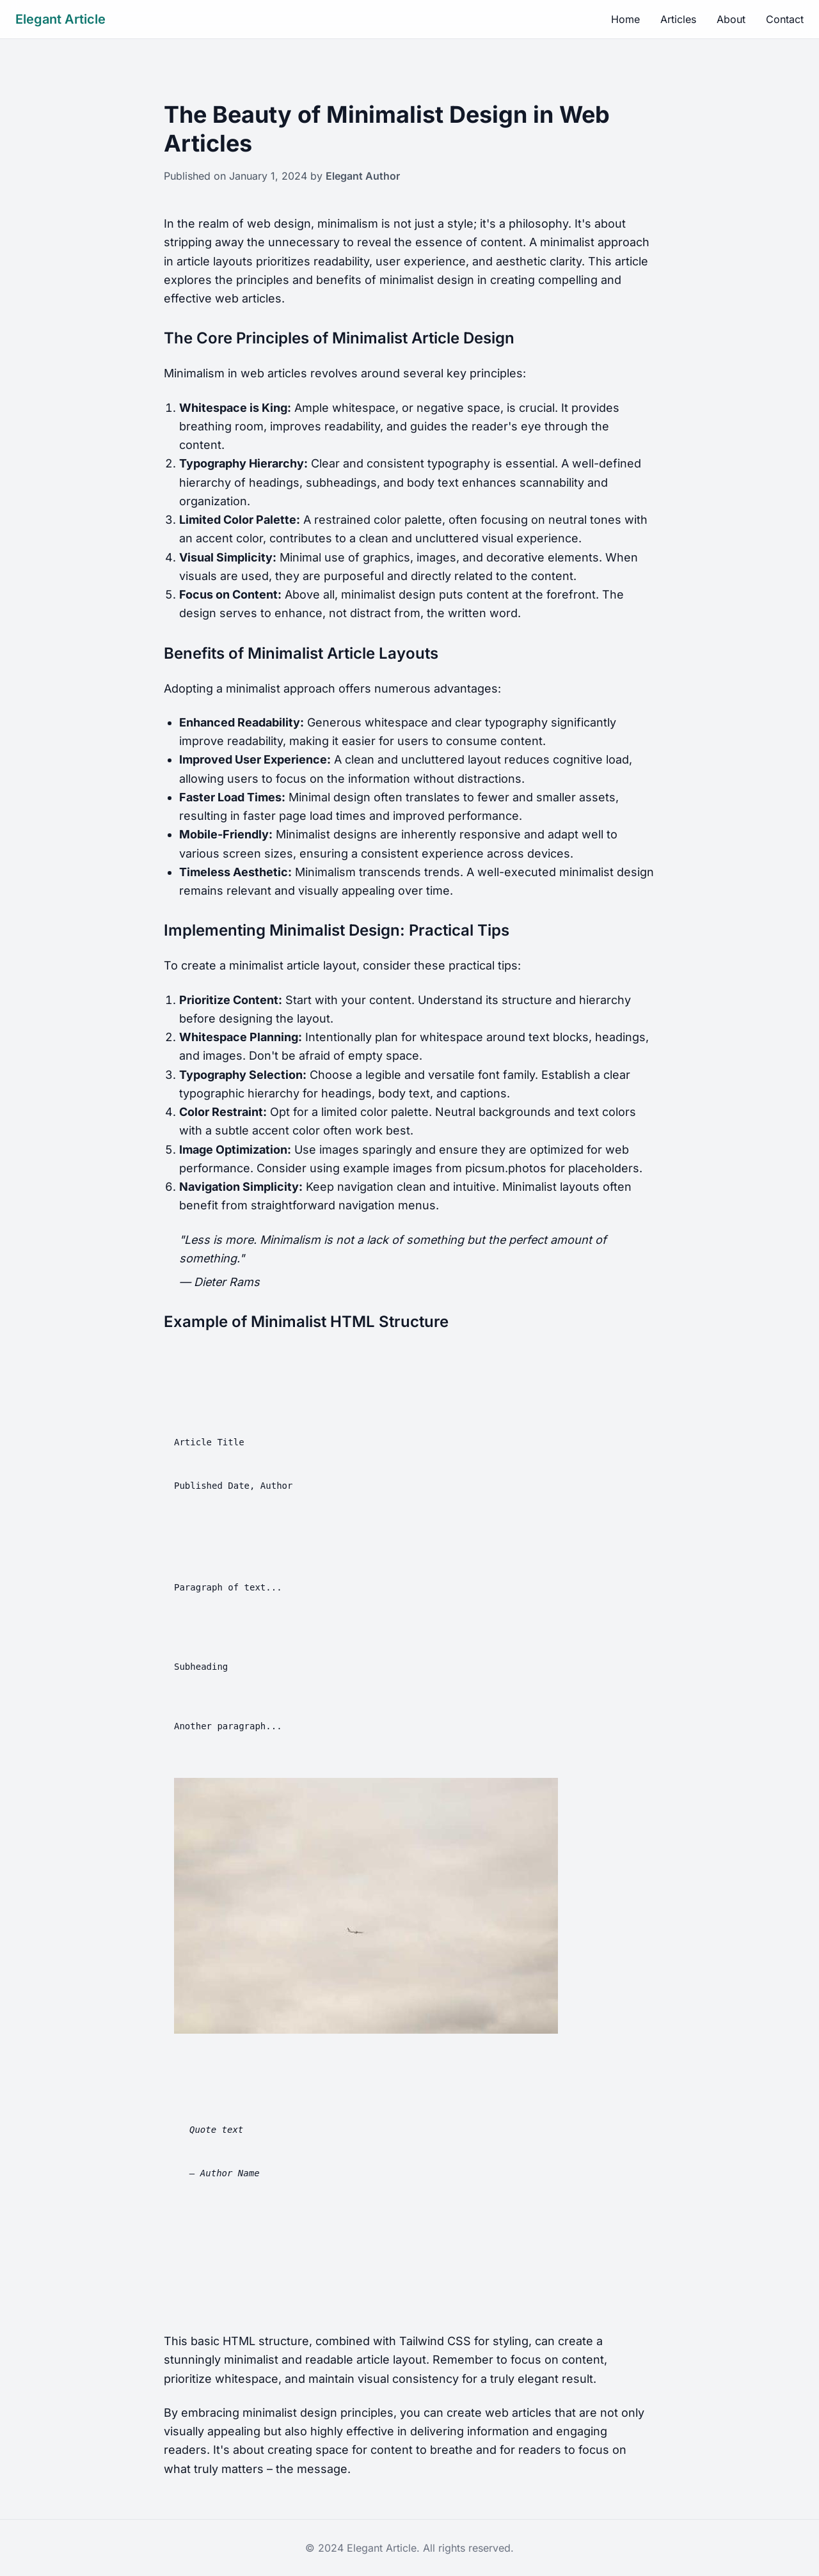 Elegant Article
Home Articles About Contact
The Beauty of Minimalist Design in Web
Articles
Published on January 1, 2024 by Elegant Author
In the realm of web design, minimalism is not just a style; it's a philosophy. It's about
stripping away the unnecessary to reveal the essence of content. A minimalist approach
in article layouts prioritizes readability, user experience, and aesthetic clarity. This article
explores the principles and benefits of minimalist design in creating compelling and
effective web articles.
The Core Principles of Minimalist Article Design
Minimalism in web articles revolves around several key principles:
1. Whitespace is King: Ample whitespace, or negative space, is crucial. It provides
breathing room, improves readability, and guides the reader's eye through the
content.
2. Typography Hierarchy: Clear and consistent typography is essential. A well-defined
hierarchy of headings, subheadings, and body text enhances scannability and
organization.
3. Limited Color Palette: A restrained color palette, often focusing on neutral tones with
an accent color, contributes to a clean and uncluttered visual experience.
4. Visual Simplicity: Minimal use of graphics, images, and decorative elements. When
visuals are used, they are purposeful and directly related to the content.
5. Focus on Content: Above all, minimalist design puts content at the forefront. The
design serves to enhance, not distract from, the written word.
Benefits of Minimalist Article Layouts
Adopting a minimalist approach offers numerous advantages:
• Enhanced Readability: Generous whitespace and clear typography significantly
improve readability, making it easier for users to consume content.
• Improved User Experience: A clean and uncluttered layout reduces cognitive load,
allowing users to focus on the information without distractions.
• Faster Load Times: Minimal design often translates to fewer and smaller assets,
resulting in faster page load times and improved performance.
• Mobile-Friendly: Minimalist designs are inherently responsive and adapt well to
various screen sizes, ensuring a consistent experience across devices.
• Timeless Aesthetic: Minimalism transcends trends. A well-executed minimalist design
remains relevant and visually appealing over time.
Implementing Minimalist Design: Practical Tips
To create a minimalist article layout, consider these practical tips:
1. Prioritize Content: Start with your content. Understand its structure and hierarchy
before designing the layout.
2. Whitespace Planning: Intentionally plan for whitespace around text blocks, headings,
and images. Don't be afraid of empty space.
3. Typography Selection: Choose a legible and versatile font family. Establish a clear
typographic hierarchy for headings, body text, and captions.
4. Color Restraint: Opt for a limited color palette. Neutral backgrounds and text colors
with a subtle accent color often work best.
5. Image Optimization: Use images sparingly and ensure they are optimized for web
performance. Consider using example images from picsum.photos for placeholders.
6. Navigation Simplicity: Keep navigation clean and intuitive. Minimalist layouts often
benefit from straightforward navigation menus.
"Less is more. Minimalism is not a lack of something but the perfect amount of
something."
— Dieter Rams
Example of Minimalist HTML Structure
Article Title
Published Date, Author
Paragraph of text...
Subheading
Another paragraph...
Quote text
— Author Name
This basic HTML structure, combined with Tailwind CSS for styling, can create a
stunningly minimalist and readable article layout. Remember to focus on content,
prioritize whitespace, and maintain visual consistency for a truly elegant result.
By embracing minimalist design principles, you can create web articles that are not only
visually appealing but also highly effective in delivering information and engaging
readers. It's about creating space for content to breathe and for readers to focus on
what truly matters – the message.
© 2024 Elegant Article. All rights reserved.